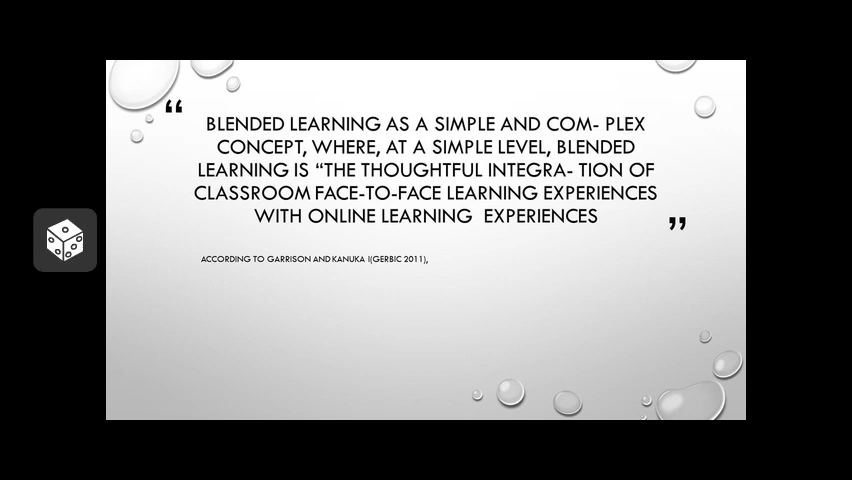 “
BLENDED LEARNING AS A SIMPLE AND COM- PLEX
CONCEPT, WHERE, AT A SIMPLE LEVEL, BLENDED
LEARNING IS “THE THOUGHTFUL INTEGRA- TION OF
CLASSROOM FACE-TO-FACE LEARNING EXPERIENCES
WITH ONLINE LEARNING EXPERIENCES
”
ACCORDING TO GARRISON AND KANUKA I(GERBIC 2011),